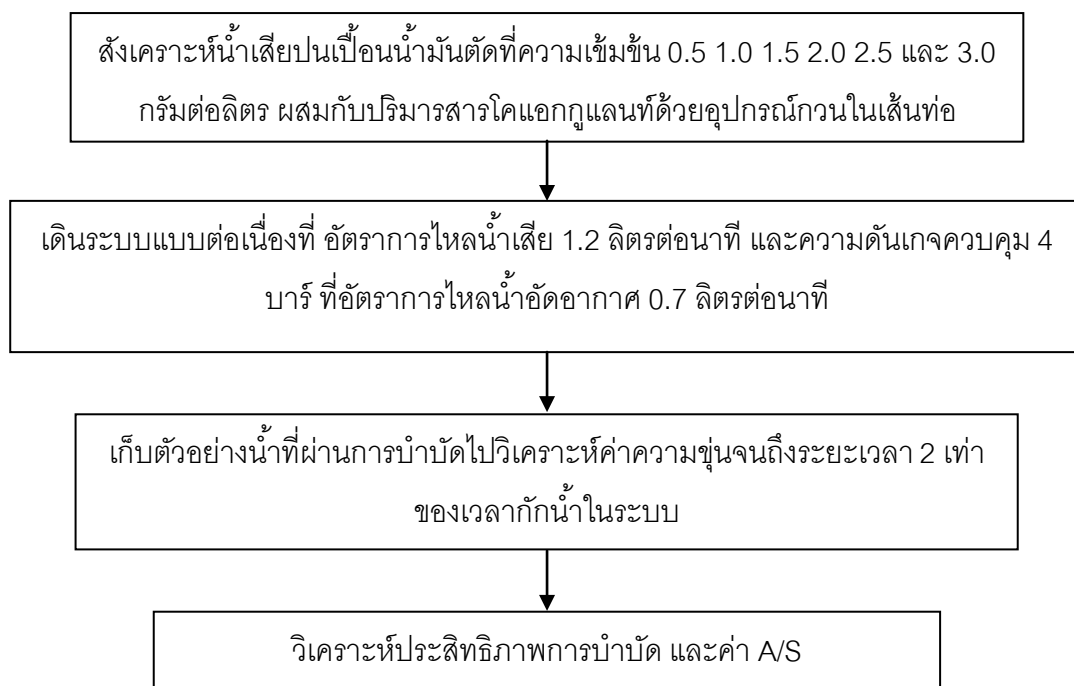 สังเคราะห์น้ำเสียปนเปื้อนน้ำมันตัดที่ความเข้มข้น 0.5 1.0 1.5 2.0 2.5 และ 3.0
กรัมต่อลิตร ผสมกับปริมารสารโคแอกกูแลนท์ด้วยอุปกรณ์กวนในเส้นท่อ
เดินระบบแบบต่อเนื่องที่ อัตราการไหลน้ำเสีย 1.2 ลิตรต่อนาที และความดันเกจควบคุม 4
บาร์ ที่อัตราการไหลน้ำอัดอากาศ 0.7 ลิตรต่อนาที
เก็บตัวอย่างน้ำที่ผ่านการบำบัดไปวิเคราะห์ค่าความขุ่นจนถึงระยะเวลา 2 เท่า
ของเวลากักน้ำในระบบ
วิเคราะห์ประสิทธิภาพการบำบัด และค่า A/S